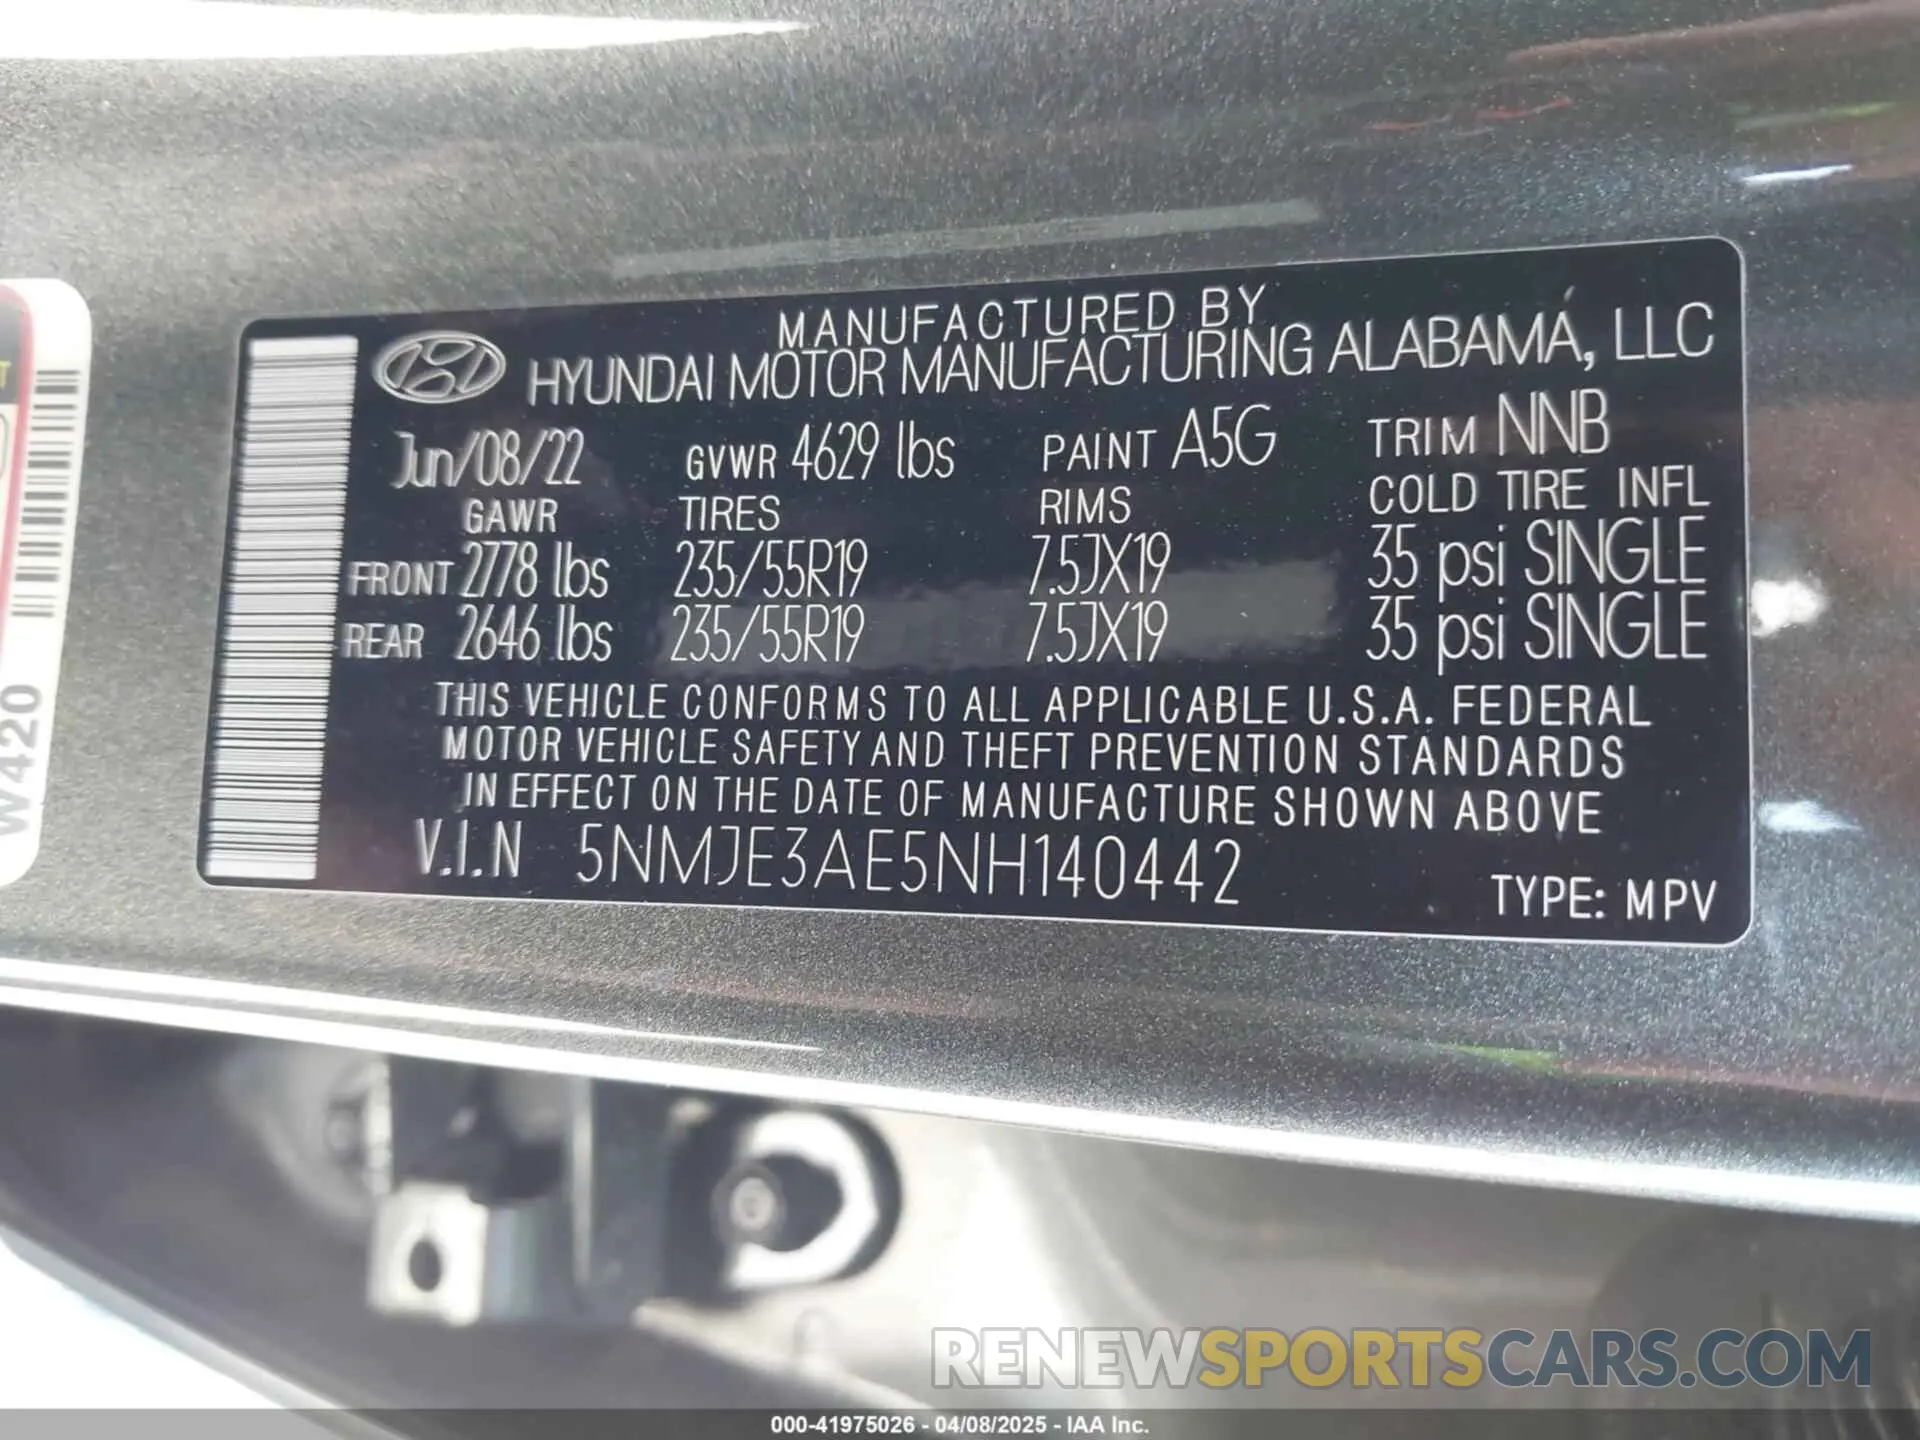 MANUFACTURED BY
HYUNDAI MOTOR MANUFACTURING ALABAMA, LLC
Jun/08/22 GVWR 4629 lbs PAINT A5G TRIM NNB
GAWR TIRES RIMS COLD TIRE INFL
FRONT 2778 lbs 235/55R19 7.5JX19 35 psi SINGLE
REAR 2646 lbs 235/55R19 7.5JX19 35 psi SINGLE
THIS VEHICLE CONFORMS TO ALL APPLICABLE U.S.A. FEDERAL
MOTOR VEHICLE SAFETY AND THEFT PREVENTION STANDARDS
IN EFFECT ON THE DATE OF MANUFACTURE SHOWN ABOVE
V.I.N 5NMJE3AE5NH140442
TYPE: MPV
W420
RENEWSPORTSCARS.COM
000-41975026 - 04/08/2025 - IAA Inc.